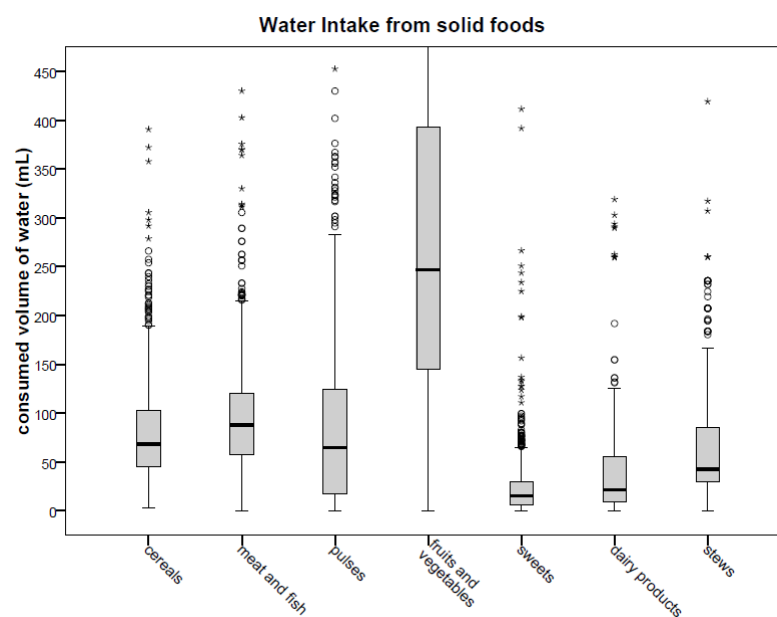 Water Intake from solid foods
consumed volume of water (mL)
450
400
350
300
250
200
150
100
50
0
cereals
meat and fish
pulses
fruits and
vegetables
sweets
dairy products
stews